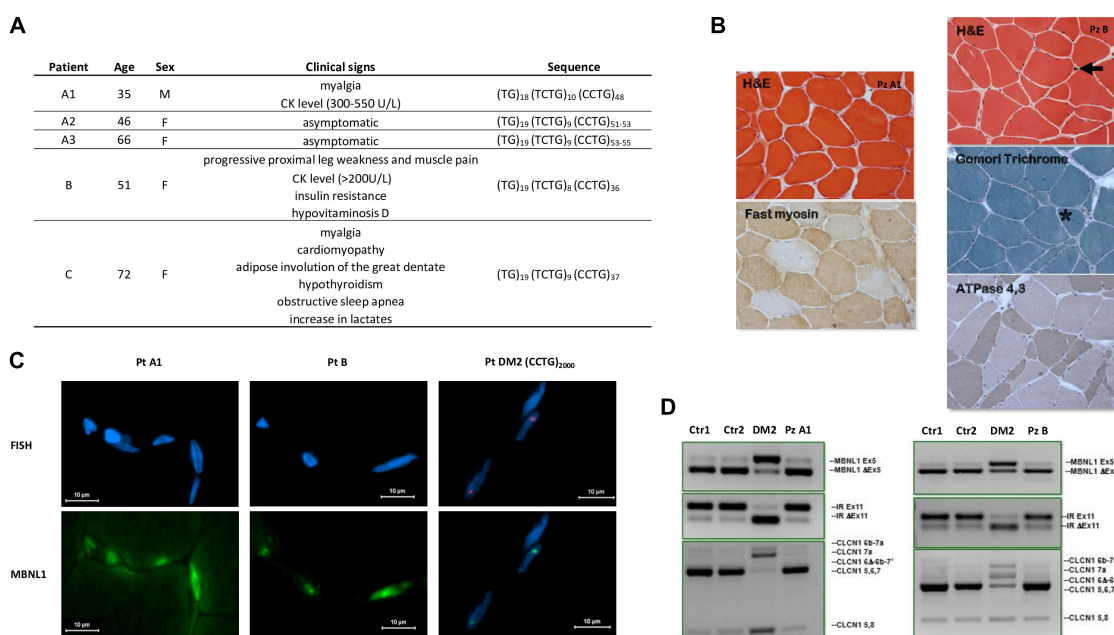 A
Patient Age Sex Clinical signs Sequence
A1 35 M myalgia (TG)18 (TCTG)10 (CCTG)48
CK level (300-550 U/L)
A2 46 F asymptomatic (TG)19 (TCTG)9 (CCTG)51-53
A3 66 F asymptomatic (TG)19 (TCTG)9 (CCTG)53-55
progressive proximal leg weakness and muscle pain
CK level (>200U/L)
B 51 F (TG)19 (TCTG)8 (CCTG)36
insulin resistance
hypovitaminosis D
myalgia
cardiomyopathy
adipose involution of the great dentate
C 72 F hypothyroidism (TG)19 (TCTG)9 (CCTG)37
obstructive sleep apnea
increase in lactates
B
H&E Pz A1
Fast myosin
H&E Pz B
Gomori Trichrome
*
ATPase 4,3
C
Pt A1 Pt B Pt DM2 (CCTG)2000
FISH
10 µm 10 µm 10 µm
MBNL1
10 µm 10 µm 10 µm
D
Ctr1 Ctr2 DM2 Pz A1
--MBNL1 Ex5
--MBNL1 ΔEx5
--IR Ex11
--IR ΔEx11
--CLCN1 6b-7a
--CLCN1 7a
--CLCN1 6Δ-6b-7*
--CLCN1 5,6,7
--CLCN1 5,8
Ctr1 Ctr2 DM2 Pz B
--MBNL1 Ex5
--MBNL1 ΔEx
--IR Ex11
--IR ΔEx11
--CLCN1 6b-7
--CLCN1 7a
--CLCN1 6Δ-6
--CLCN1 5,6,7
--CLCN1 5,8